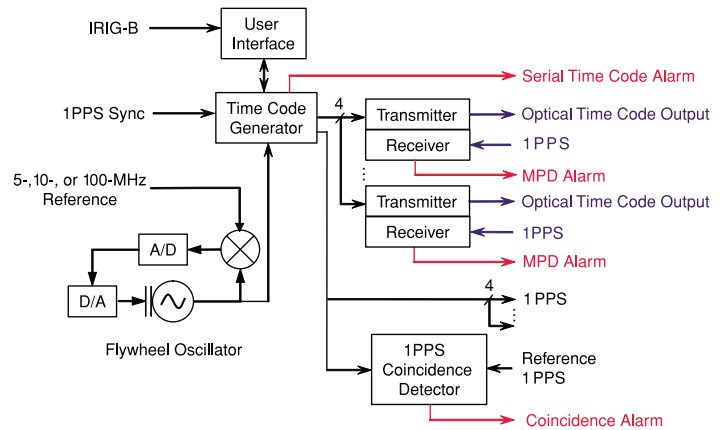 IRIG-B
User
Interface
Serial Time Code Alarm
1PPS Sync
Time Code
Generator
4
Transmitter
Optical Time Code Output
Receiver
1PPS
MPD Alarm
5-,10-, or 100-MHz
Reference
Transmitter
Optical Time Code Output
Receiver
1PPS
MPD Alarm
A/D
D/A
Flywheel Oscillator
4
1PPS
1PPS
Coincidence
Detector
Reference
1PPS
Coincidence Alarm